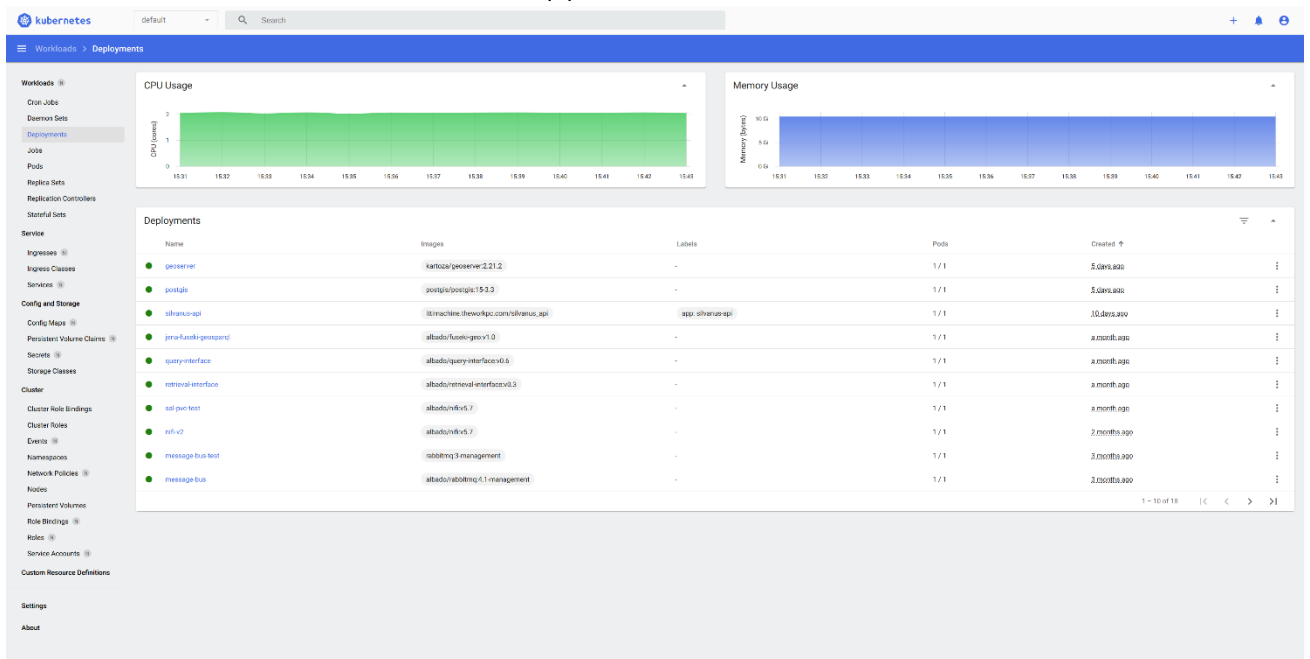 kubernetes
default
Search
Workloads > Deployments
Workloads N
Cron Jobs
Daemon Sets
Deployments
Jobs
Pods
Replica Sets
Replication Controllers
Stateful Sets
Service
Ingresses N
Ingress Classes
Services N
Config and Storage
Config Maps N
Persistent Volume Claims N
Secrets N
Storage Classes
Cluster
Cluster Role Bindings
Cluster Roles
Events N
Namespaces
Network Policies N
Nodes
Persistent Volumes
Role Bindings N
Roles N
Service Accounts N
Custom Resource Definitions
Settings
About
CPU Usage
CPU (cores)
2
1
0
15:31 15:32 15:33 15:34 15:35 15:36 15:37 15:38 15:39 15:40 15:41 15:42 15:43
Memory Usage
Memory (bytes)
10 Gi
5 Gi
0 Gi
15:31 15:32 15:33 15:34 15:35 15:36 15:37 15:38 15:39 15:40 15:41 15:42 15:43
Deployments
Name Images Labels Pods Created
geoserver kartoza/geoserver:2.21.2 - 1 / 1 5 days ago
postgis postgis/postgis:15-3.3 - 1 / 1 5 days ago
silvanus-api litimachine.theworkpc.com/silvanus_api app: silvanus-api 1 / 1 10 days ago
jena-fuseki-geosparql albado/fuseki-geo:v1.0 - 1 / 1 a month ago
query-interface albado/query-interface:v0.6 - 1 / 1 a month ago
retrieval-interface albado/retrieval-interface:v0.3 - 1 / 1 a month ago
sal-pvc-test albado/nifi:v5.7 - 1 / 1 a month ago
nifi-v2 albado/nifi:v5.7 - 1 / 1 2 months ago
message-bus-test rabbitmq:3-management - 1 / 1 3 months ago
message-bus albado/rabbitmq:4.1-management - 1 / 1 3 months ago
1 – 10 of 18